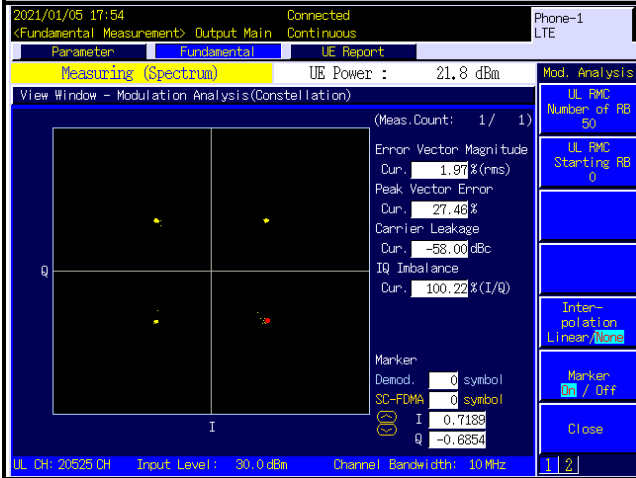 2021/01/05 17:54 Connected Phone-1
<Fundamental Measurement> Output Main Continuous LTE
Parameter Fundamental UE Report
Measuring (Spectrum) UE Power : 21.8 dBm Mod. Analysis
View Window - Modulation Analysis(Constellation)
UL RMC
Number of RB
50
(Meas.Count: 1/ 1)
Error Vector Magnitude
Cur. 1.97 %(rms)
Peak Vector Error
Cur. 27.46 %
Carrier Leakage
Cur. -58.00 dBc
IQ Imbalance
Cur. 100.22 %(I/Q)
UL RMC
Starting RB
0
Q
I
Inter-
polation
Linear/None
Marker
Demod. 0 symbol
SC-FDMA 0 symbol
I 0.7189
Q -0.6854
Marker
On / Off
Close
UL CH: 20525 CH Input Level: 30.0 dBm Channel Bandwidth: 10 MHz 1 2